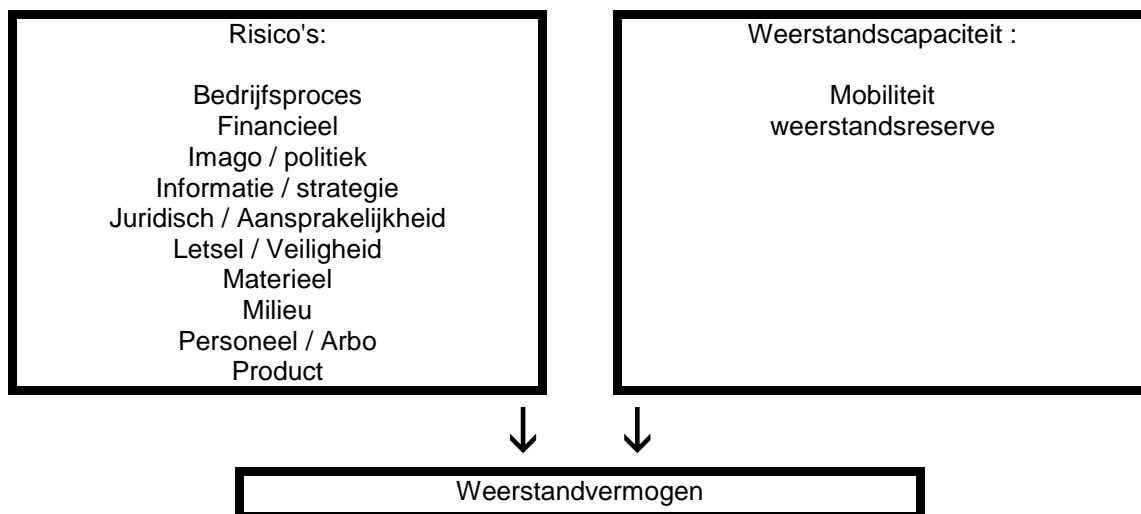 Risico's:
Bedrijfsproces
Financieel
Imago / politiek
Informatie / strategie
Juridisch / Aansprakelijkheid
Letsel / Veiligheid
Materieel
Milieu
Personeel / Arbo
Product
Weerstandscapaciteit :
Mobiliteit
weerstandsreserve
Weerstandvermogen